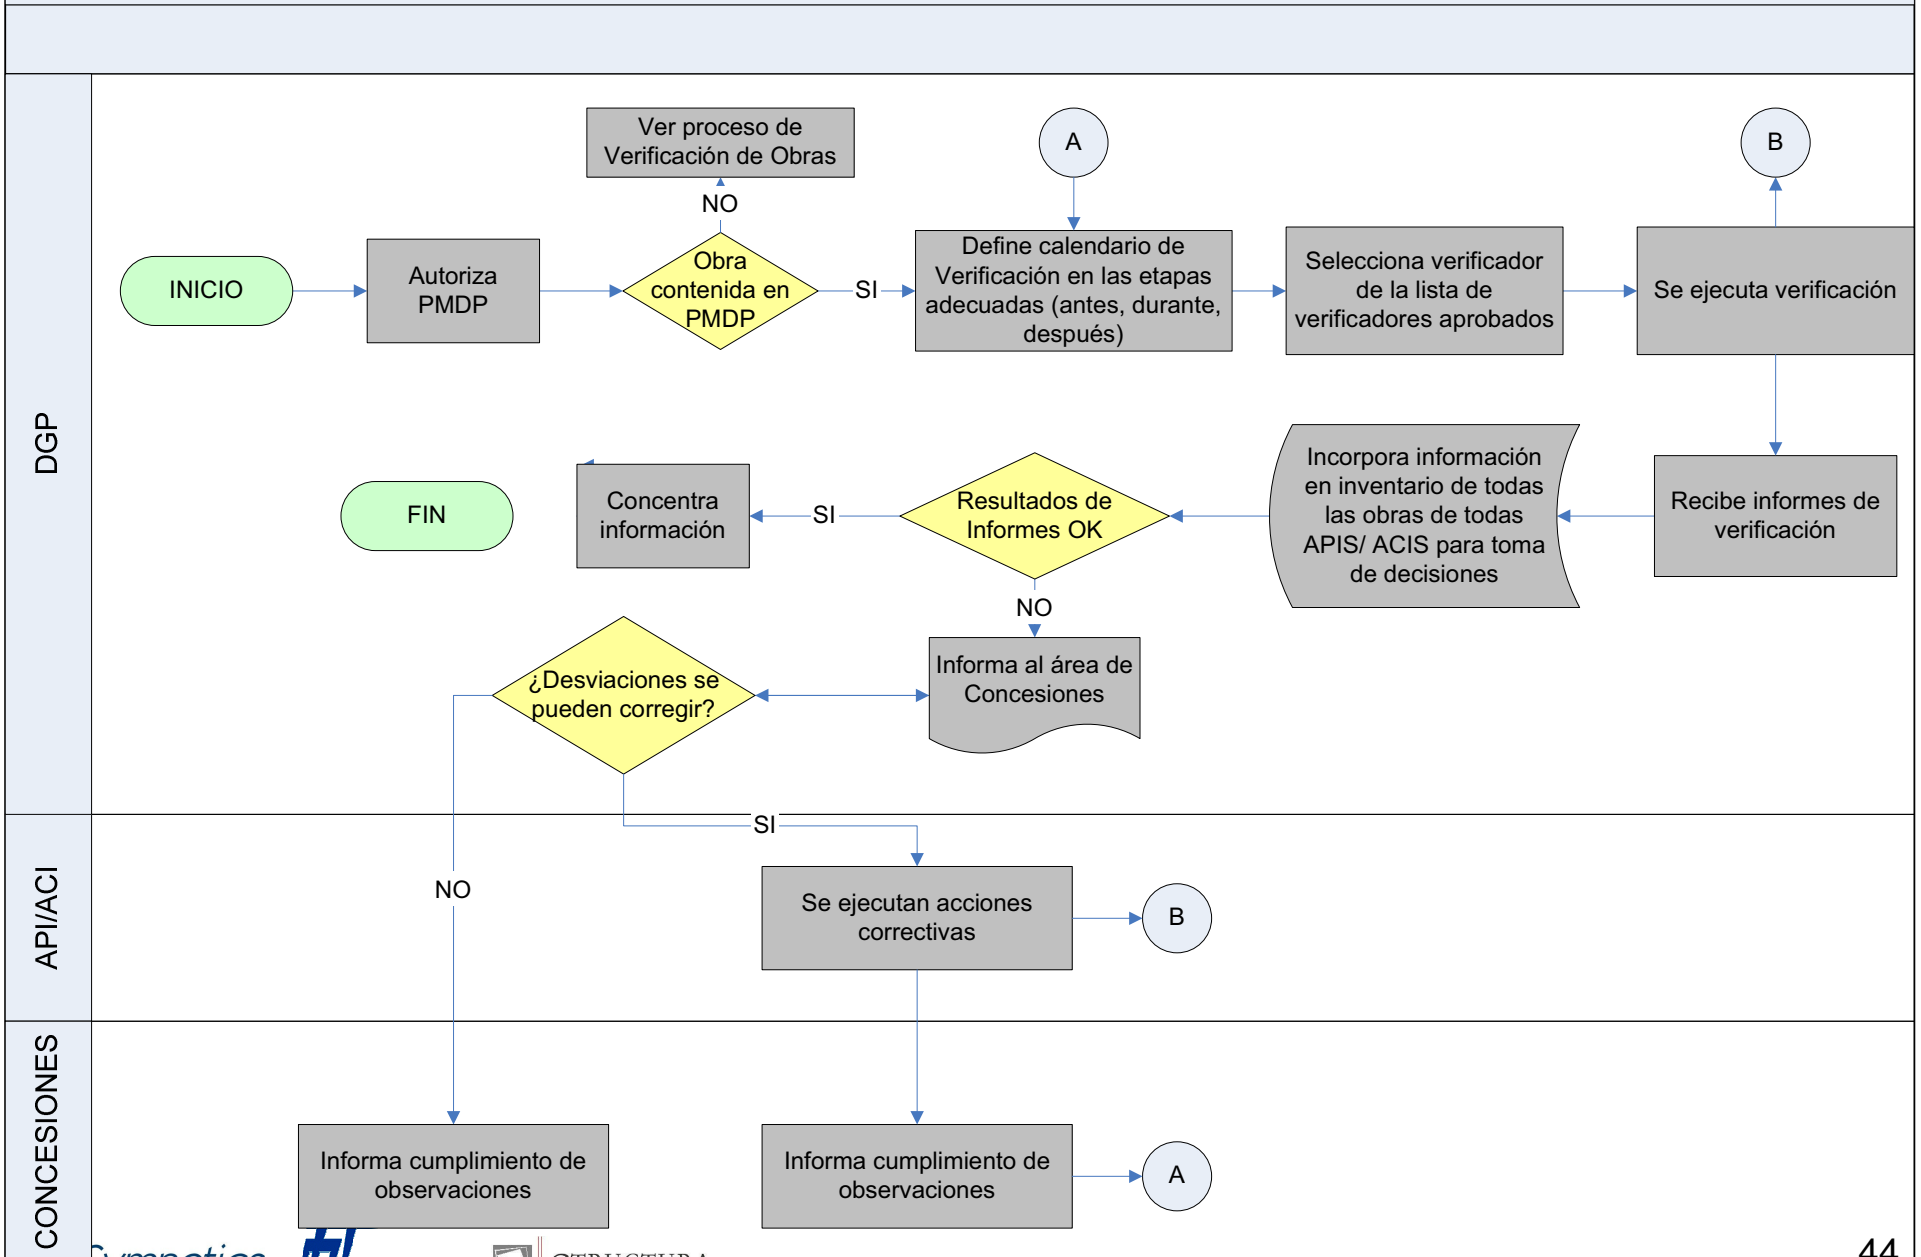 DGP
Ver proceso de
Verificación de Obras
A
B
NO
INICIO
Autoriza
PMDP
Obra
contenida en
PMDP
SI
Define calendario de
Verificación en las etapas
adecuadas (antes, durante,
después)
Selecciona verificador
de la lista de
verificadores aprobados
Se ejecuta verificación
FIN
Concentra
información
SI
Resultados de
Informes OK
Incorpora información
en inventario de todas
las obras de todas
APIS/ ACIS para toma
de decisiones
Recibe informes de
verificación
NO
¿Desviaciones se
pueden corregir?
Informa al área de
Concesiones
API/ACI
SI
NO
Se ejecutan acciones
correctivas
B
CONCESIONES
Informa cumplimiento de
observaciones
Informa cumplimiento de
observaciones
A
STRUCTURA
44